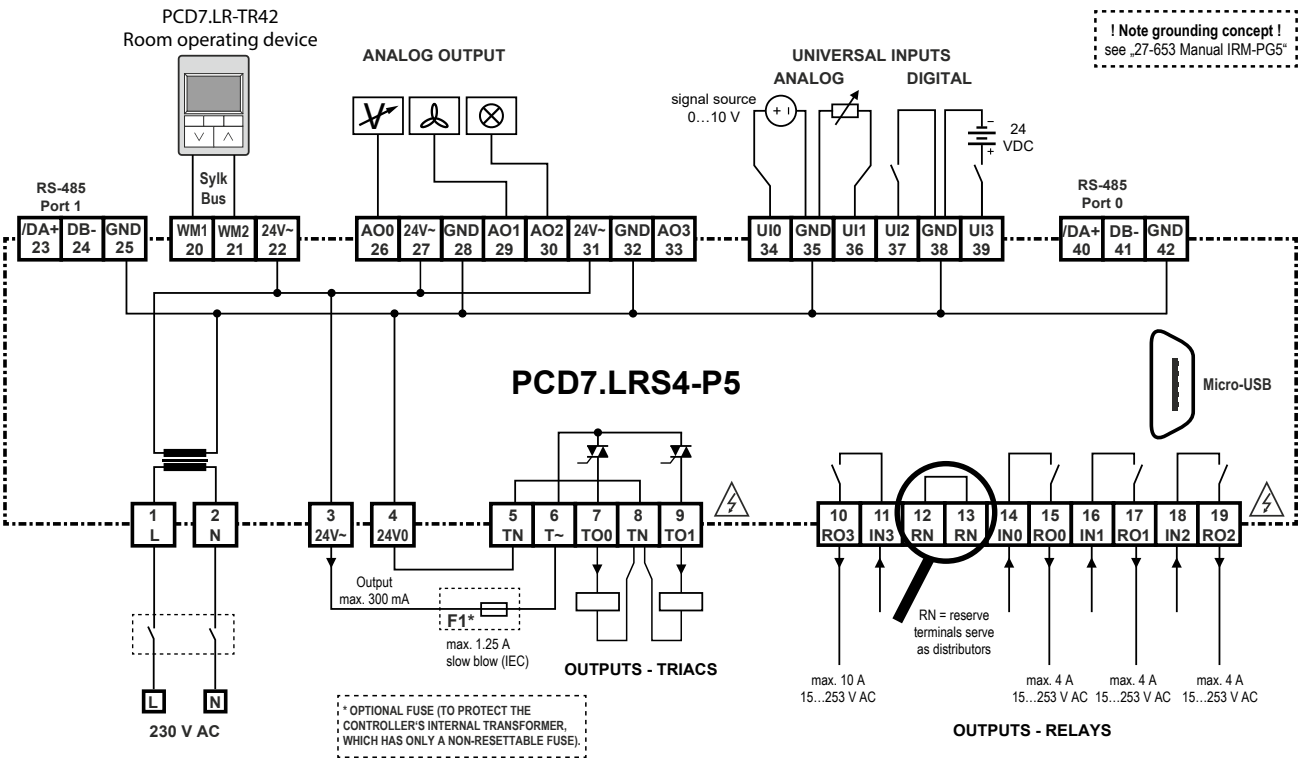 PCD7.LR-TR42
Room operating device
! Note grounding concept !
see „27-653 Manual IRM-PG5“
ANALOG OUTPUT
UNIVERSAL INPUTS
ANALOG DIGITAL
signal source
0…10 V
+ I
−
24
VDC
+
Sylk
Bus
RS-485
Port 1
RS-485
Port 0
/DA+ DB- GND WM1 WM2 24V~ AO0 24V~ GND AO1 AO2 24V~ GND AO3 UI0 GND UI1 UI2 GND UI3 /DA+ DB- GND
23 24 25 20 21 22 26 27 28 29 30 31 32 33 34 35 36 37 38 39 40 41 42
PCD7.LRS4-P5
Micro-USB
1 2 3 4 5 6 7 8 9 10 11 12 13 14 15 16 17 18 19
L N 24V~ 24V0 TN T~ TO0 TN TO1 RO3 IN3 RN RN IN0 RO0 IN1 RO1 IN2 RO2
Output
max. 300 mA
F1*
max. 1.25 A
slow blow (IEC)
OUTPUTS - TRIACS
RN = reserve
terminals serve
as distributors
max. 10 A
15...253 V AC
max. 4 A
15...253 V AC
max. 4 A
15...253 V AC
max. 4 A
15...253 V AC
OUTPUTS - RELAYS
L N
230 V AC
* OPTIONAL FUSE (TO PROTECT THE
CONTROLLER'S INTERNAL TRANSFORMER,
WHICH HAS ONLY A NON-RESETTABLE FUSE).